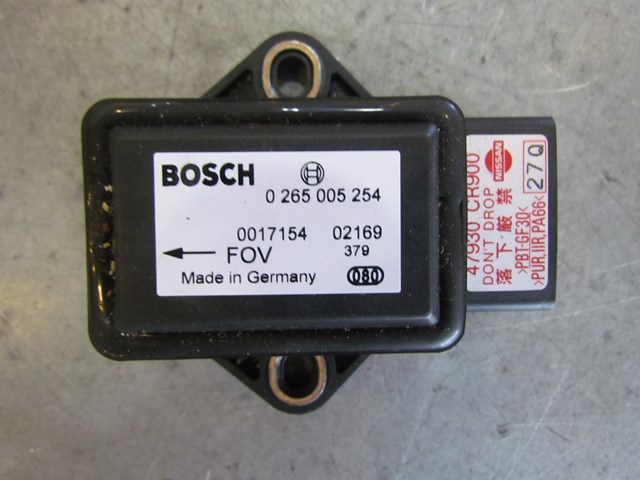 BOSCH
0 265 005 254
0017154 02169
FOV 379
Made in Germany 080
47930 CR900
DON'T DROP
落下厳禁
>PBT-GF30<
>PUR,IIR,PA66<
NISSAN
27Q